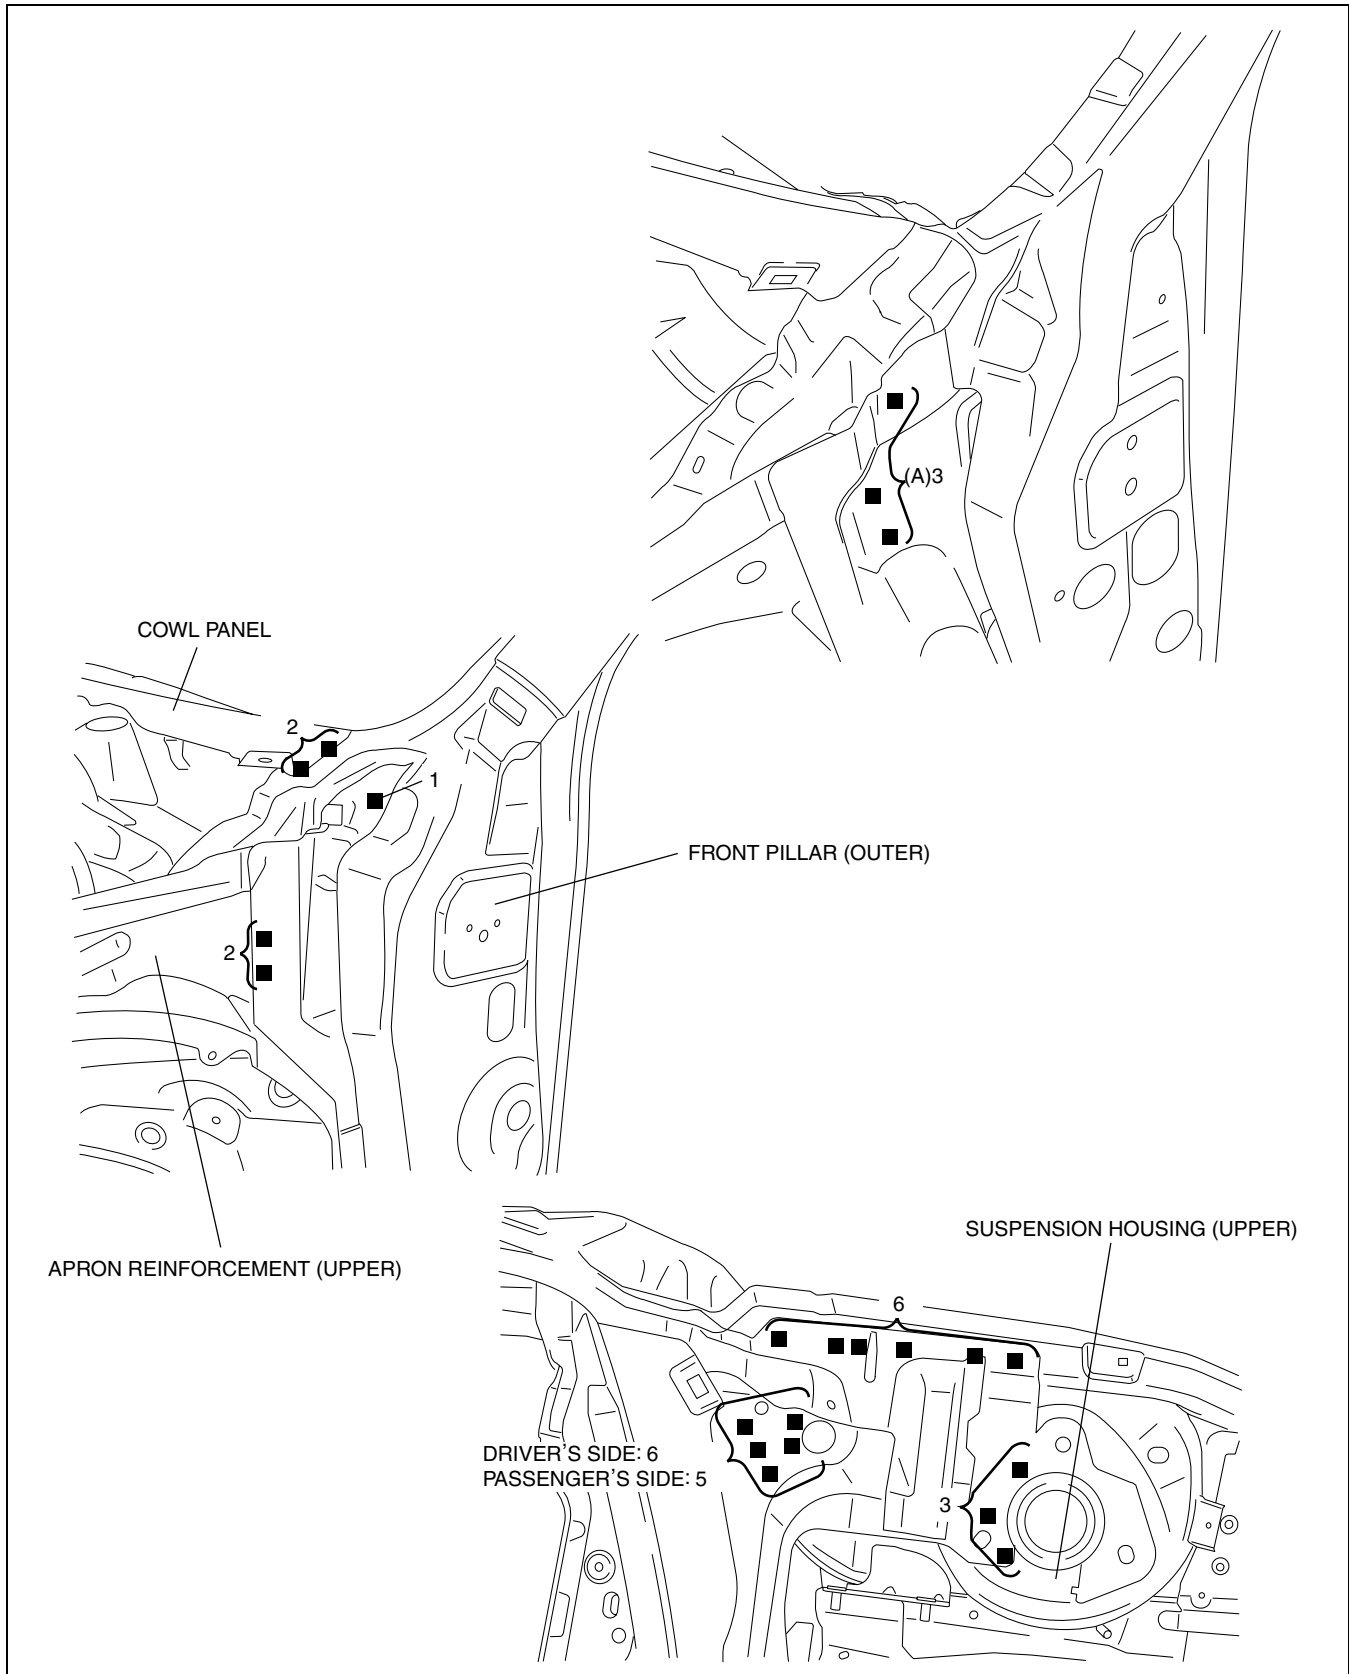 (A)3
COWL PANEL
2
1
FRONT PILLAR (OUTER)
2
APRON REINFORCEMENT (UPPER)
SUSPENSION HOUSING (UPPER)
6
DRIVER'S SIDE: 6
PASSENGER'S SIDE: 5
3